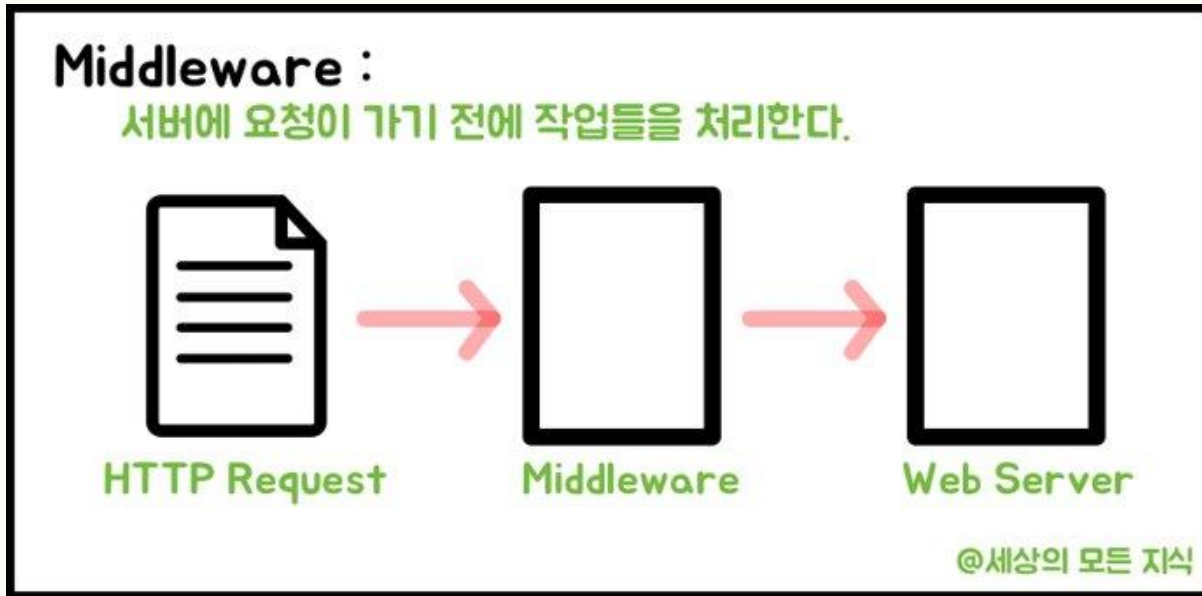 Middleware :
서버에 요청이 가기 전에 작업들을 처리한다.
HTTP Request
Middleware
Web Server
@세상의 모든 지식